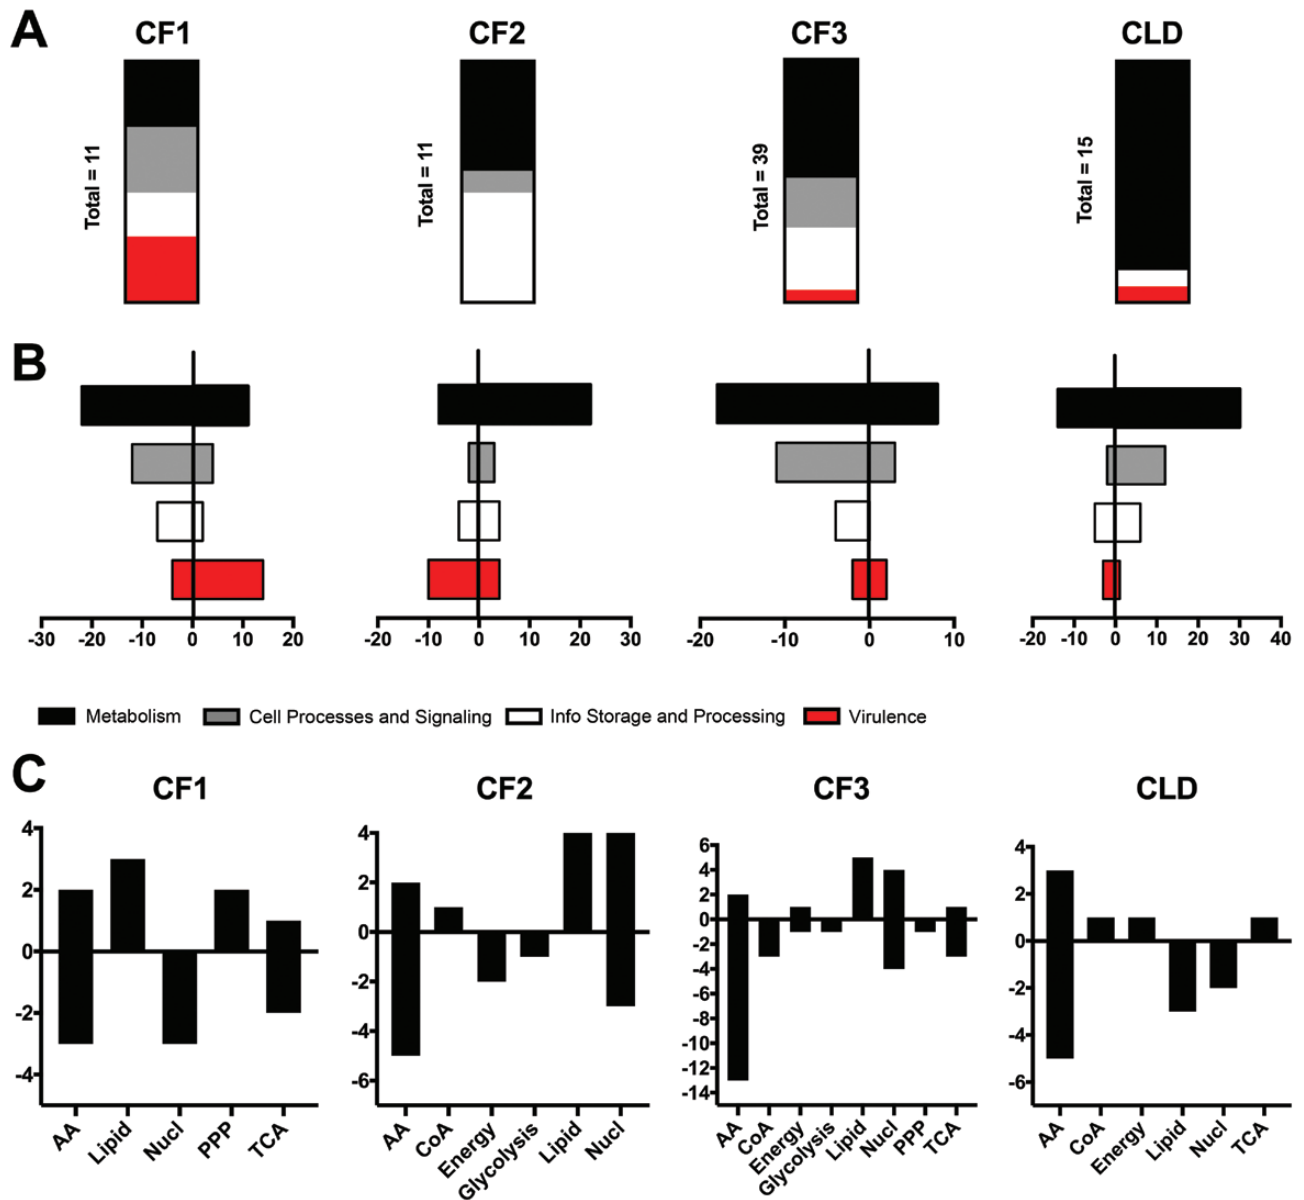 A
CF1 CF2 CF3 CLD
Total = 11 Total = 11 Total = 39 Total = 15
B
-30 -20 -10 0 10 20 -20 -10 0 10 20 30 -20 -10 0 10 -20 -10 0 10 20 30 40
Metabolism Cell Processes and Signaling Info Storage and Processing Virulence
C
CF1 CF2 CF3 CLD
4
2
0
-2
-4
AA Lipid Nucl PPP TCA
4
2
0
-2
-4
-6
AA CoA Energy Glycolysis Lipid Nucl
6
4
2
0
-2
-4
-6
-8
-10
-12
-14
AA CoA Energy Glycolysis Lipid Nucl PPP TCA
4
2
0
-2
-4
-6
AA CoA Energy Lipid Nucl TCA